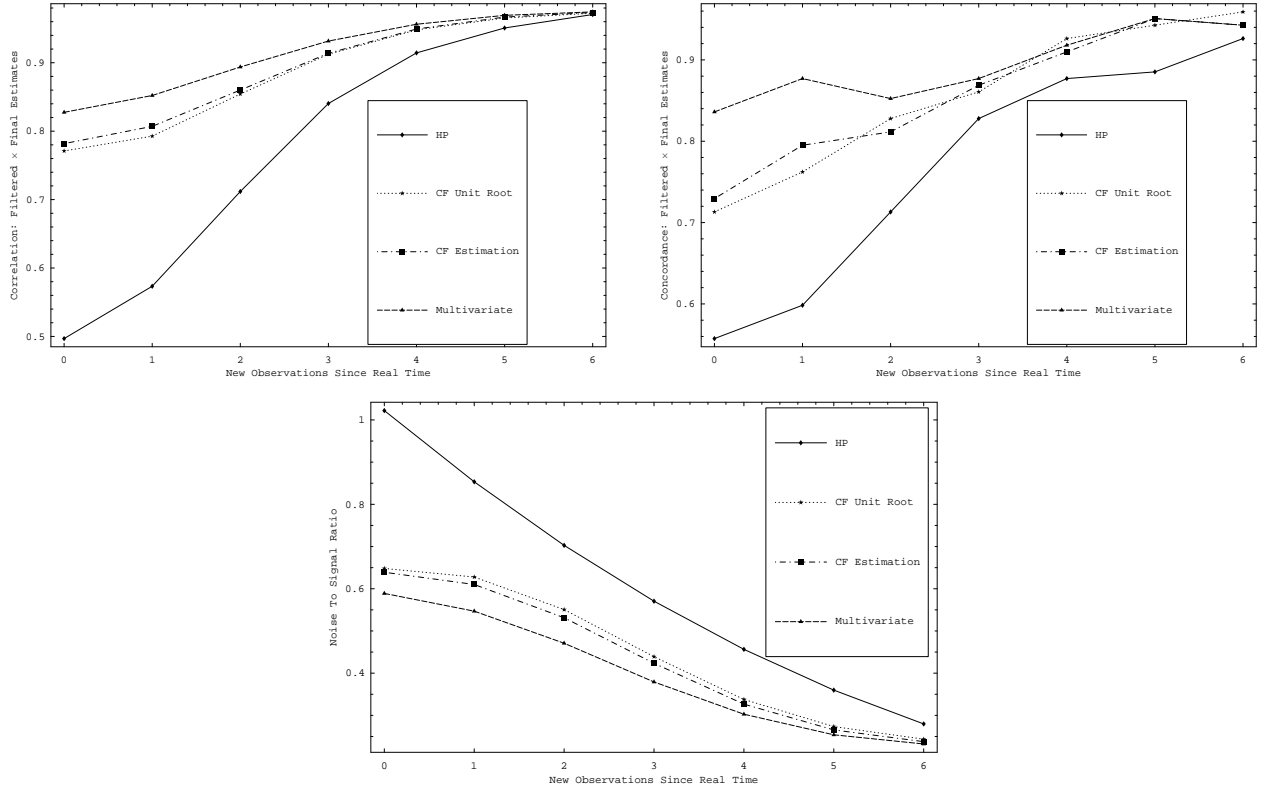 Correlation: Filtered × Final Estimates
0.9
0.8
0.7
0.6
0.5
0 1 2 3 4 5 6
New Observations Since Real Time
HP
CF Unit Root
CF Estimation
Multivariate
Concordance: Filtered × Final Estimates
0.9
0.8
0.7
0.6
0 1 2 3 4 5 6
New Observations Since Real Time
HP
CF Unit Root
CF Estimation
Multivariate
Noise To Signal Ratio
1
0.8
0.6
0.4
0 1 2 3 4 5 6
New Observations Since Real Time
HP
CF Unit Root
CF Estimation
Multivariate